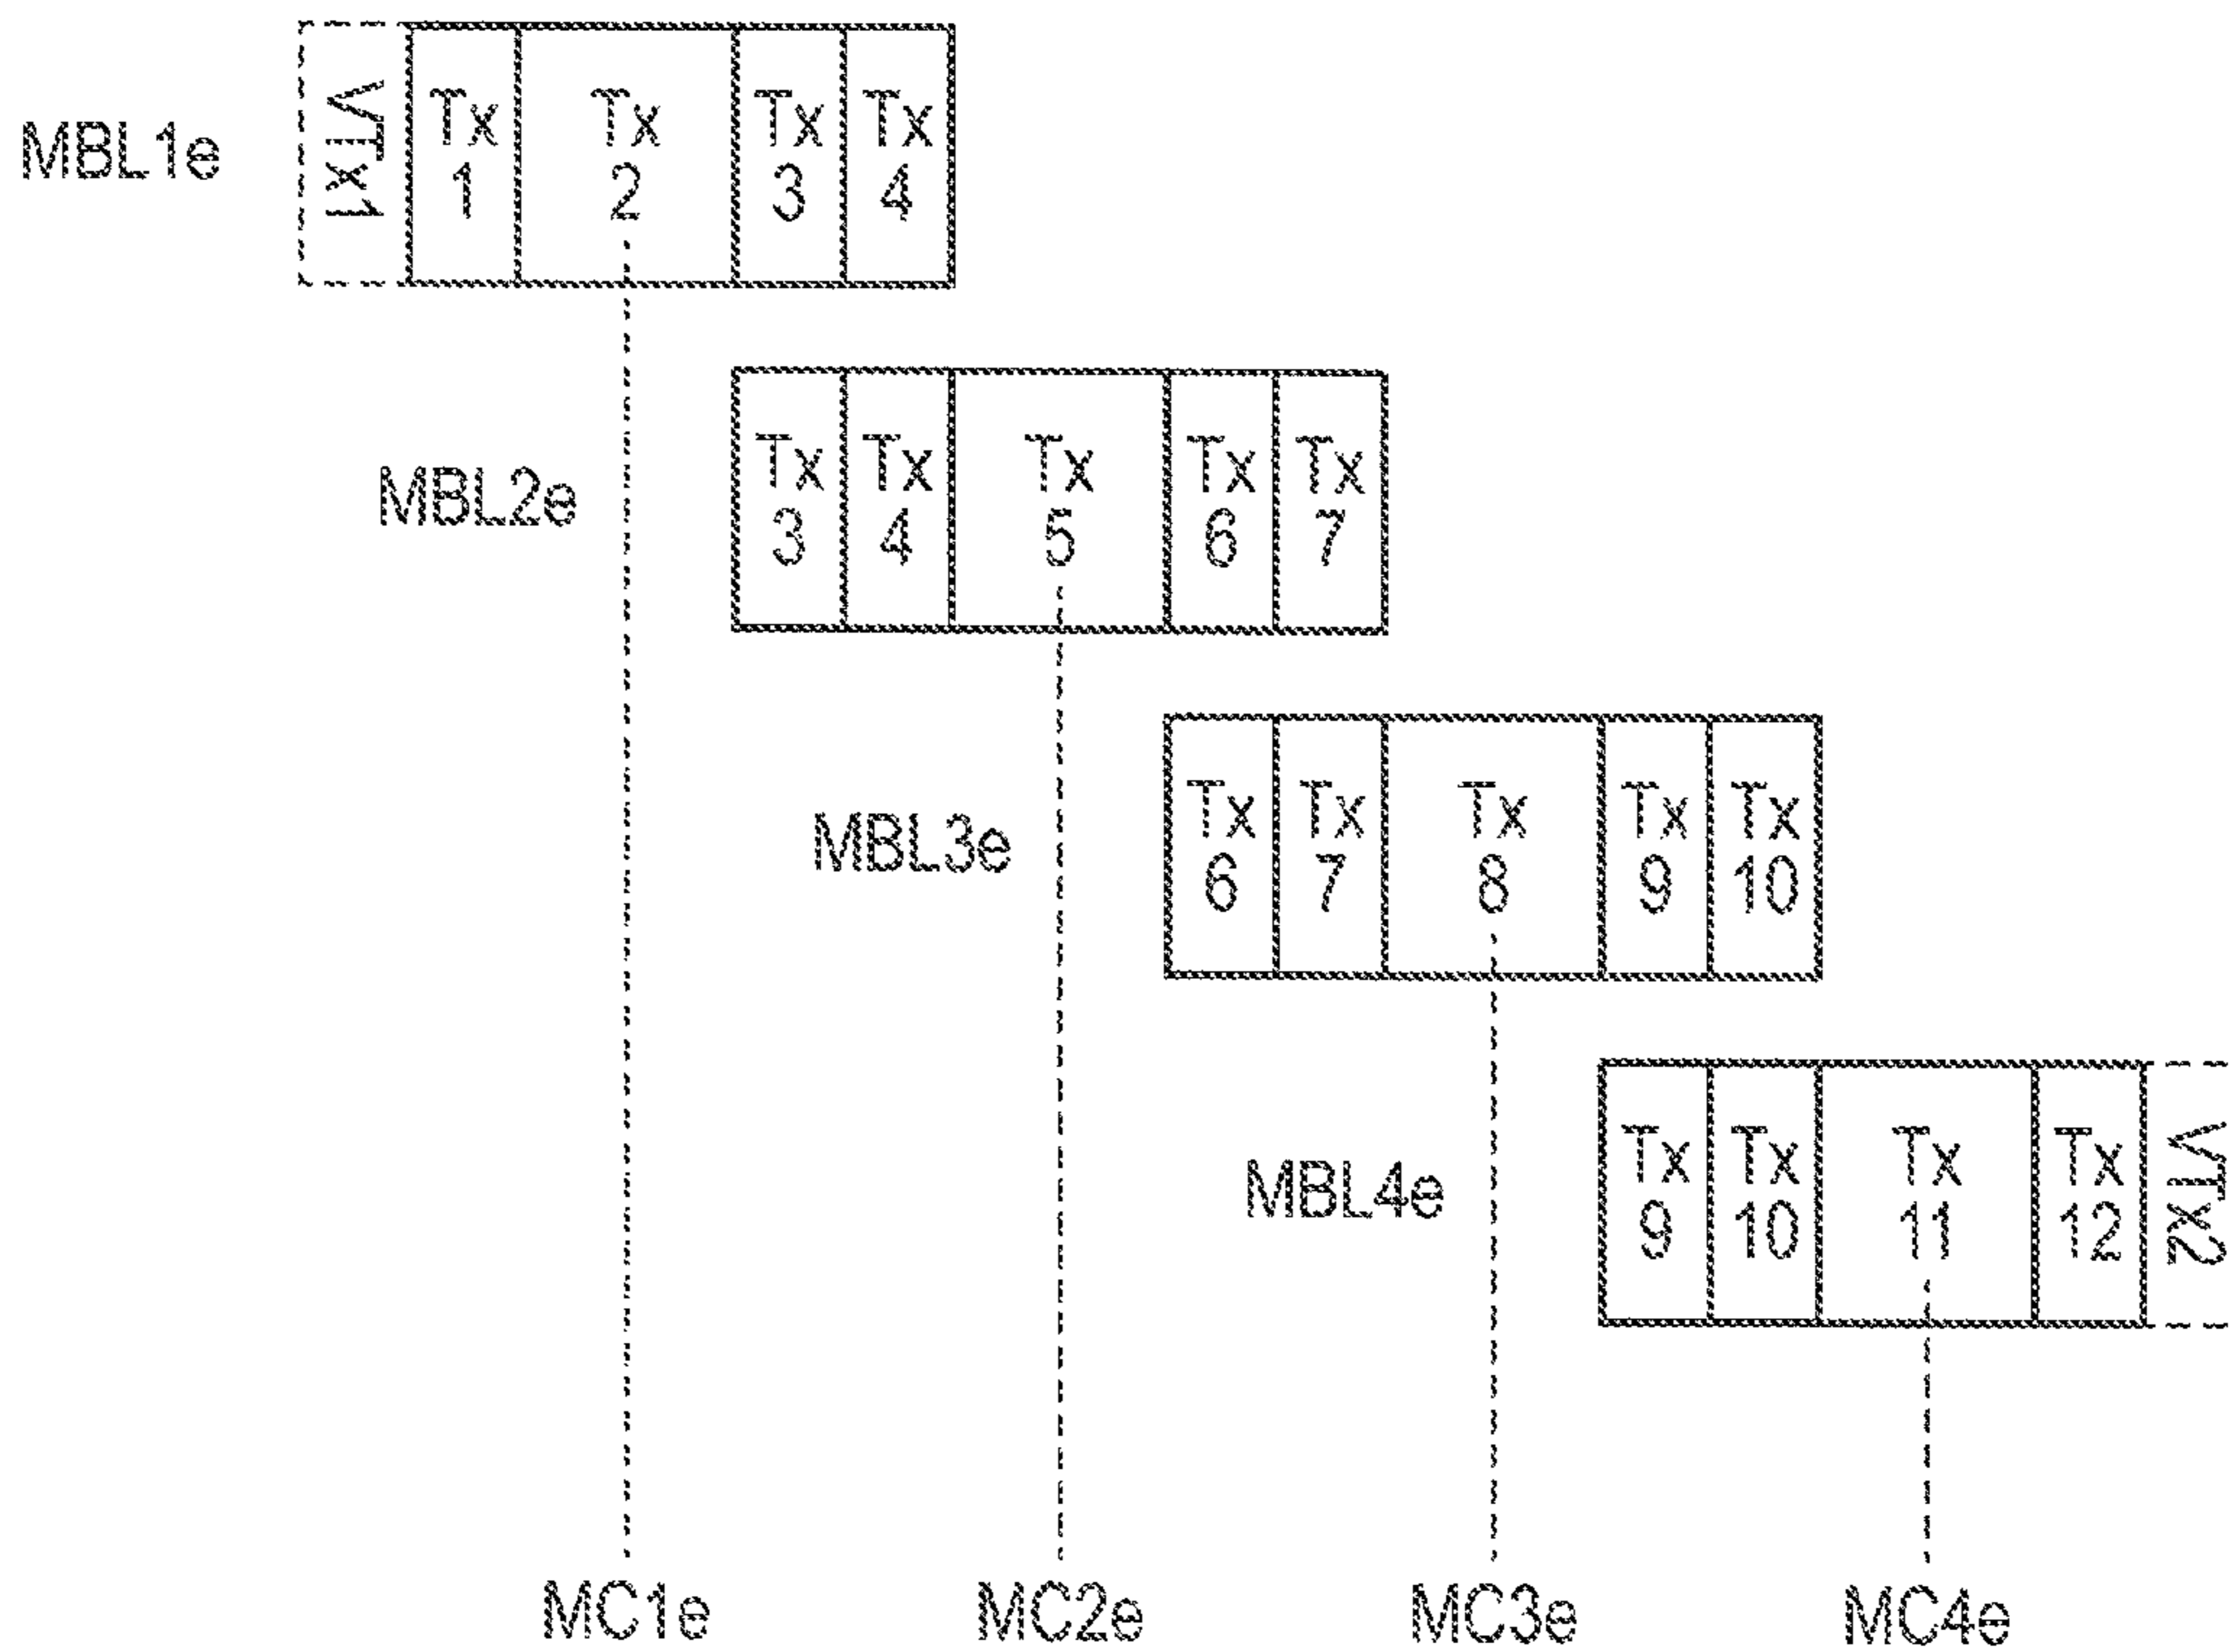 MBL1e VTx1 Tx 1 Tx 2 Tx 3 Tx 4
MBL2e Tx 3 Tx 4 Tx 5 Tx 6 Tx 7
MBL3e Tx 6 Tx 7 Tx 8 Tx 9 Tx 10
MBL4e Tx 9 Tx 10 Tx 11 Tx 12 VTx2
MC1e MC2e MC3e MC4e